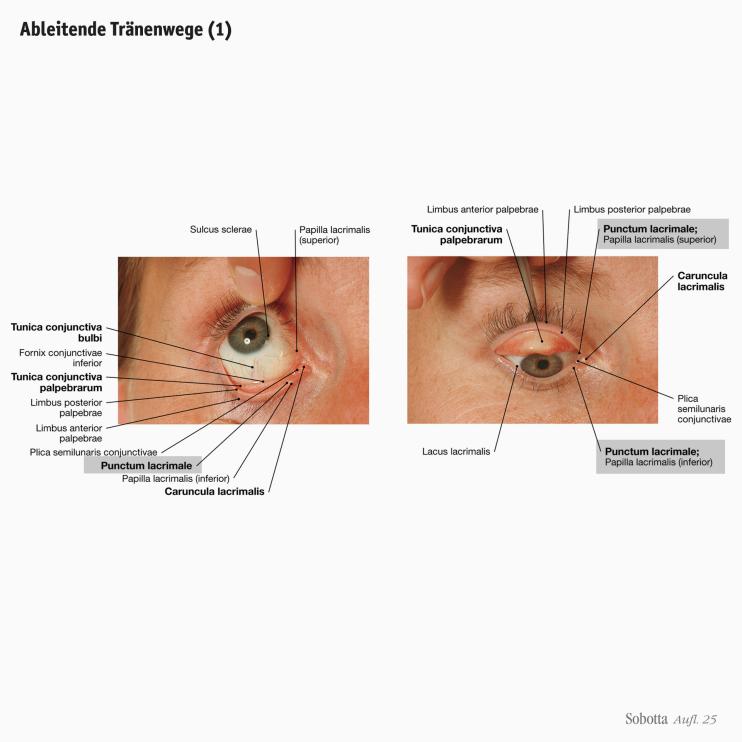 Ableitende Tränenwege (1)
Sulcus sclerae
Papilla lacrimalis
(superior)
Tunica conjunctiva
bulbi
Fornix conjunctivae
inferior
Tunica conjunctiva
palpebrarum
Limbus posterior
palpebrae
Limbus anterior
palpebrae
Plica semilunaris conjunctivae
Punctum lacrimale
Papilla lacrimalis (inferior)
Caruncula lacrimalis
Limbus anterior palpebrae
Limbus posterior palpebrae
Tunica conjunctiva
palpebrarum
Punctum lacrimale;
Papilla lacrimalis (superior)
Caruncula
lacrimalis
Plica
semilunaris
conjunctivae
Lacus lacrimalis
Punctum lacrimale;
Papilla lacrimalis (inferior)
Sobotta Aufl. 25